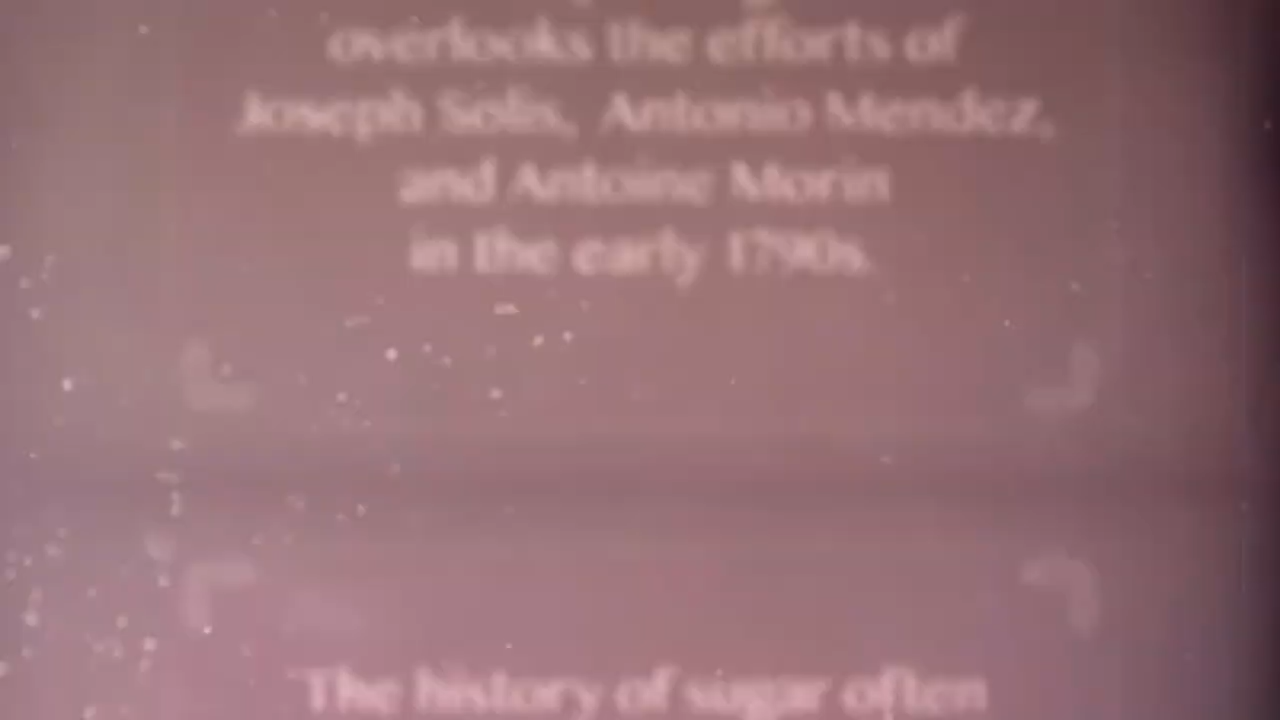 overlooks the efforts of
Joseph Solis, Antonio Mendez,
and Antoine Morin
in the early 1790s.
The history of sugar often